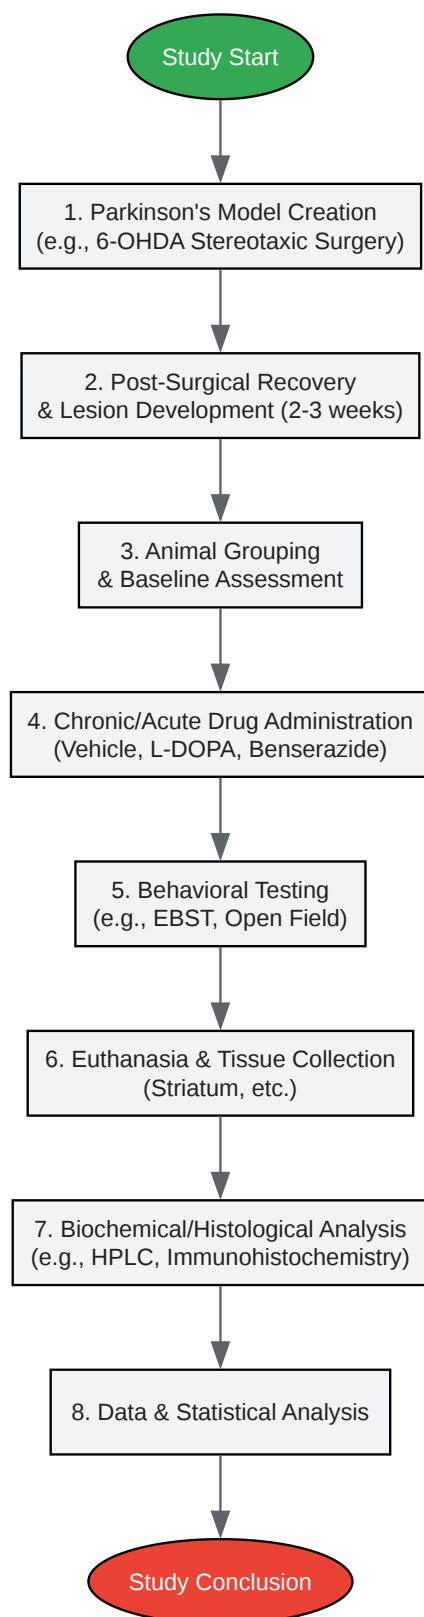 Study Start
1. Parkinson's Model Creation
(e.g., 6-OHDA Stereotaxic Surgery)
2. Post-Surgical Recovery
& Lesion Development (2-3 weeks)
3. Animal Grouping
& Baseline Assessment
4. Chronic/Acute Drug Administration
(Vehicle, L-DOPA, Benserazide)
5. Behavioral Testing
(e.g., EBST, Open Field)
6. Euthanasia & Tissue Collection
(Striatum, etc.)
7. Biochemical/Histological Analysis
(e.g., HPLC, Immunohistochemistry)
8. Data & Statistical Analysis
Study Conclusion